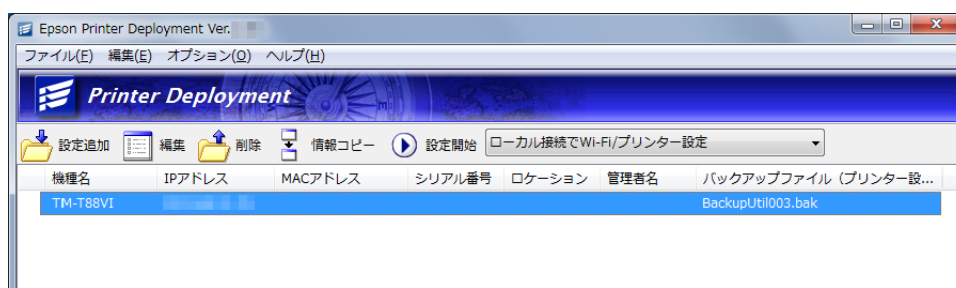 Epson Printer Deployment Ver.
ファイル(F) 編集(E) オプション(O) ヘルプ(H)
Printer Deployment
設定追加 編集 削除 情報コピー 設定開始 ローカル接続でWi-Fi/プリンター設定
機種名 IPアドレス MACアドレス シリアル番号 ロケーション 管理者名 バックアップファイル（プリンター設...
TM-T88VI BackupUtil003.bak